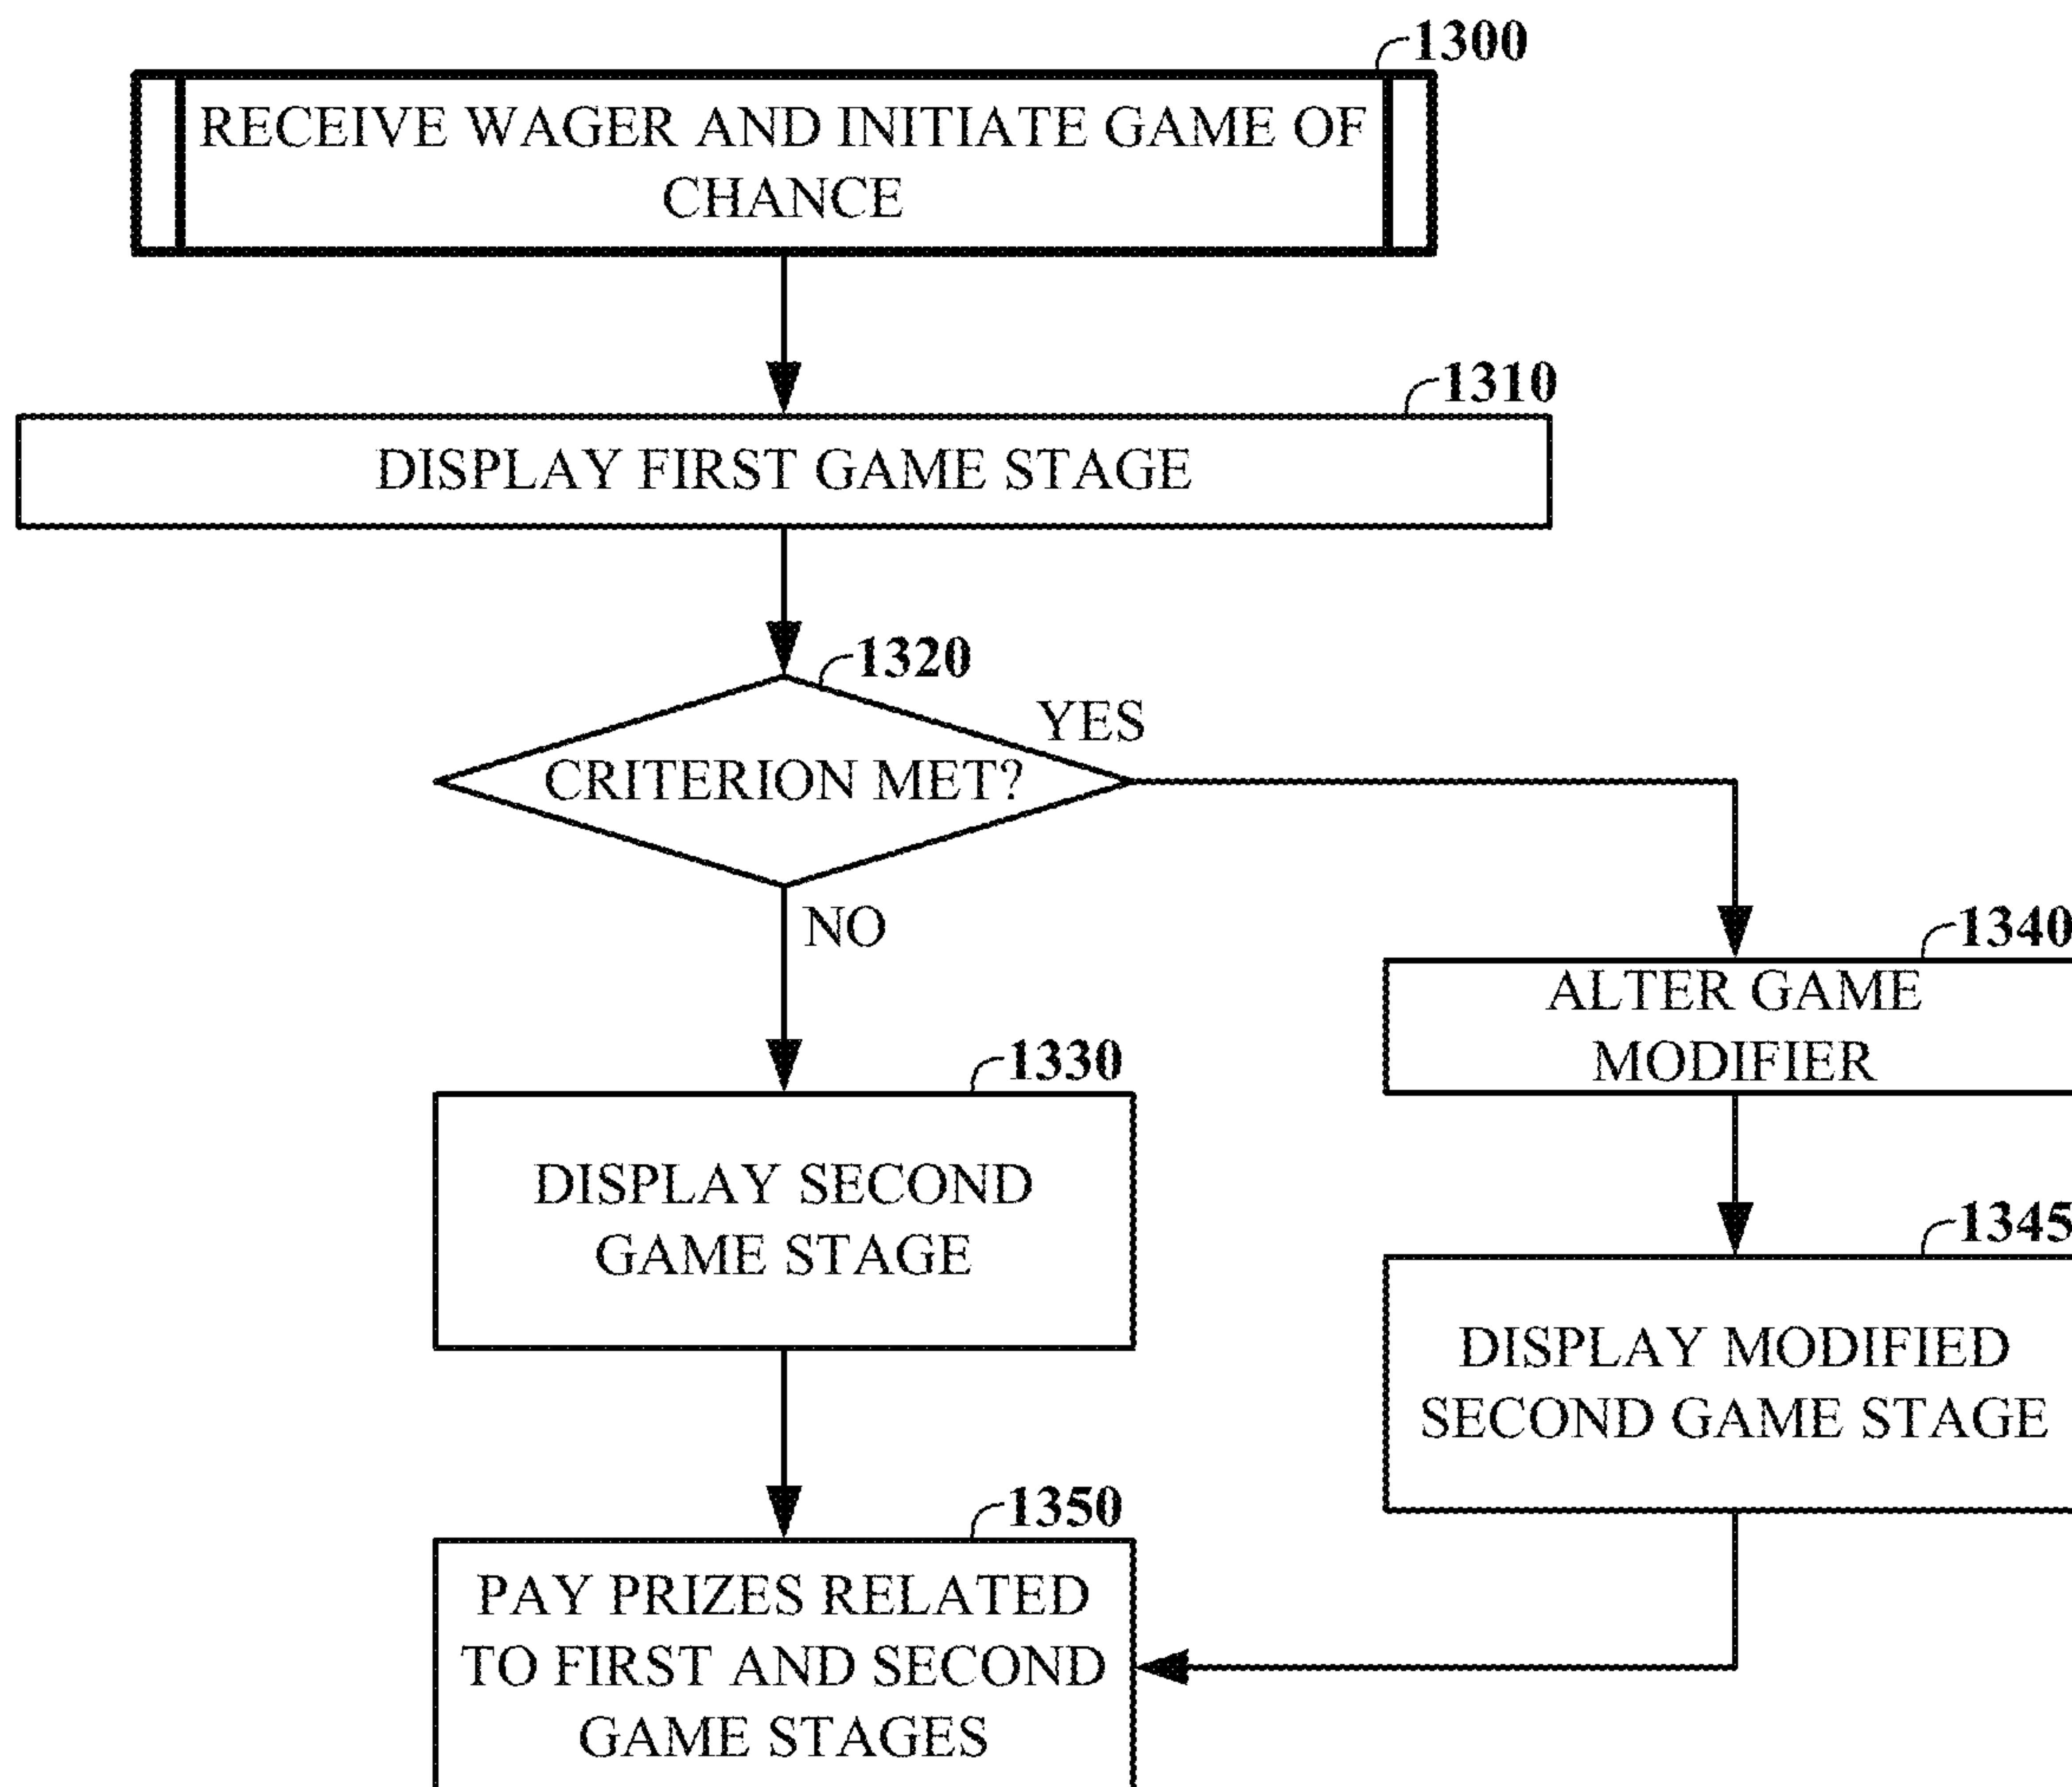 1300
RECEIVE WAGER AND INITIATE GAME OF
CHANCE
1310
DISPLAY FIRST GAME STAGE
1320
YES
CRITERION MET?
NO
1340
ALTER GAME
MODIFIER
1330
DISPLAY SECOND
GAME STAGE
1345
DISPLAY MODIFIED
SECOND GAME STAGE
1350
PAY PRIZES RELATED
TO FIRST AND SECOND
GAME STAGES